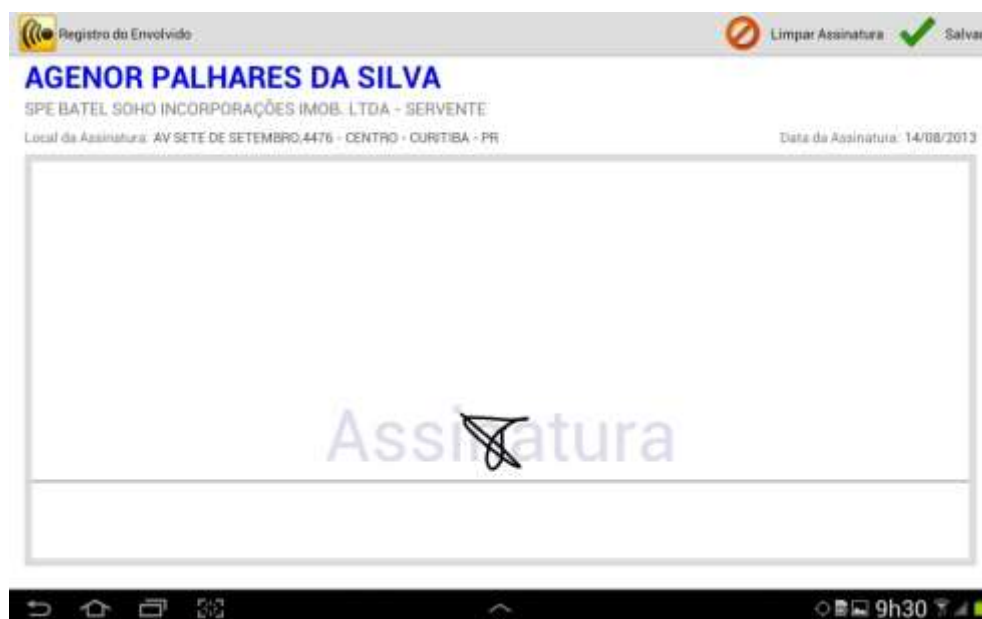 Registro do Envolvido Limpar Assinatura Salvar
AGENOR PALHARES DA SILVA
SPE BATEL SOHO INCORPORAÇÕES IMOB. LTDA - SERVENTE
Local da Assinatura: AV SETE DE SETEMBRO,4476 - CENTRO - CURITIBA - PR Data da Assinatura: 14/08/2013
Assinatura
9h30